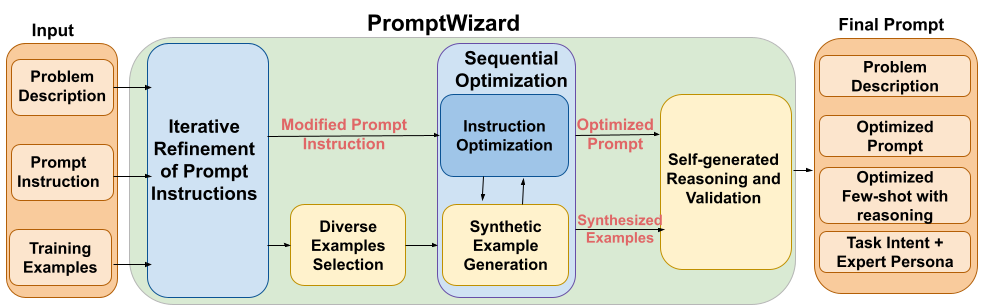 PromptWizard
Input
Problem
Description
Prompt
Instruction
Training
Examples
Iterative
Refinement
of Prompt
Instructions
Modified Prompt
Instruction
Diverse
Examples
Selection
Sequential
Optimization
Instruction
Optimization
Synthetic
Example
Generation
Optimized
Prompt
Synthesized
Examples
Self-generated
Reasoning and
Validation
Final Prompt
Problem
Description
Optimized
Prompt
Optimized
Few-shot with
reasoning
Task Intent +
Expert Persona